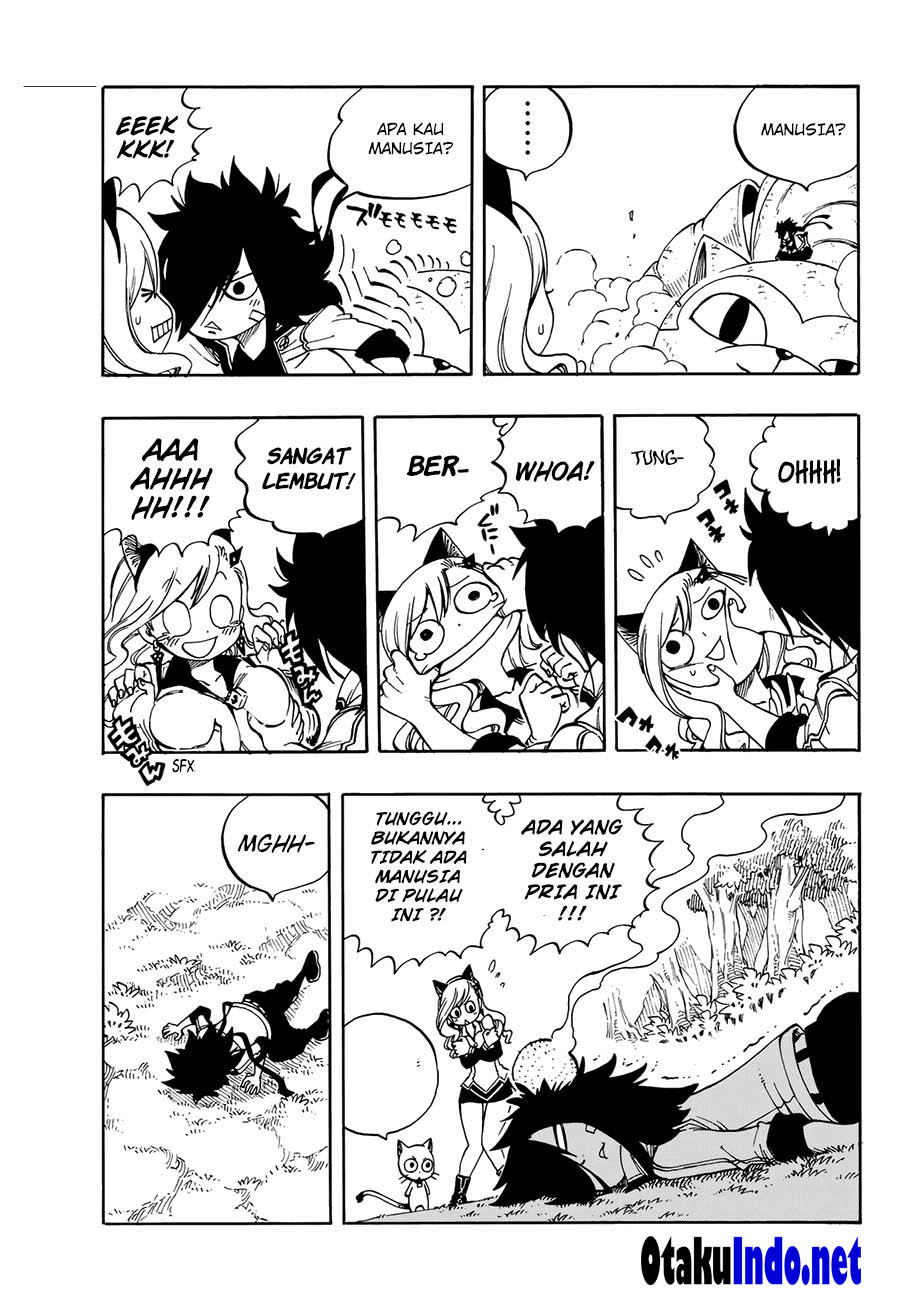 MANUSIA?
......
APA KAU
MANUSIA?
EEEK
KKK!
ズモモモモモ
OHHH!
TUNG-
WHOA!
BER-
SANGAT
LEMBUT!
AAA
AHHH
HH!!!
SFX
ADA YANG
SALAH
DENGAN
PRIA INI
!!!
TUNGGU...
BUKANNYA
TIDAK ADA
MANUSIA
DI PULAU
INI ?!
MGHH-
OtakuIndo.net